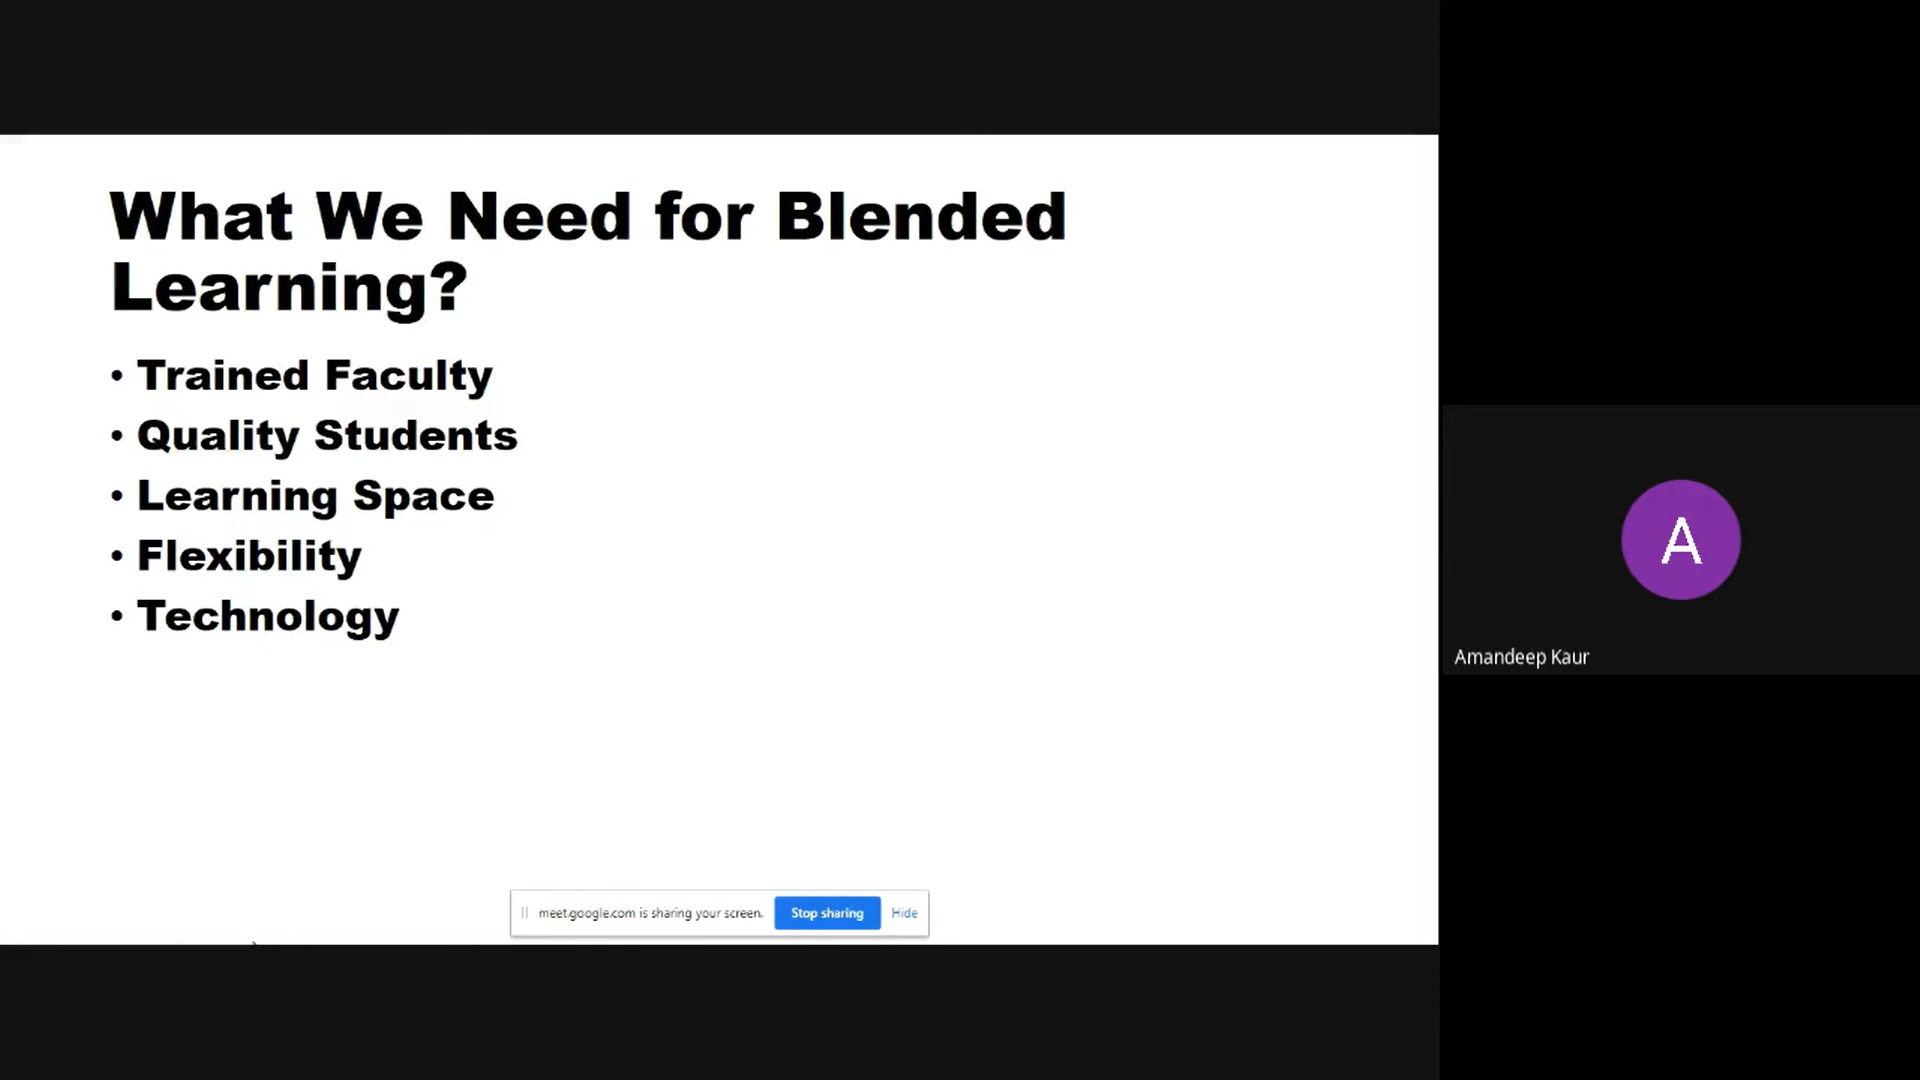 What We Need for Blended
Learning?
• Trained Faculty
• Quality Students
• Learning Space
• Flexibility
• Technology
A
Amandeep Kaur
meet.google.com is sharing your screen. Stop sharing Hide